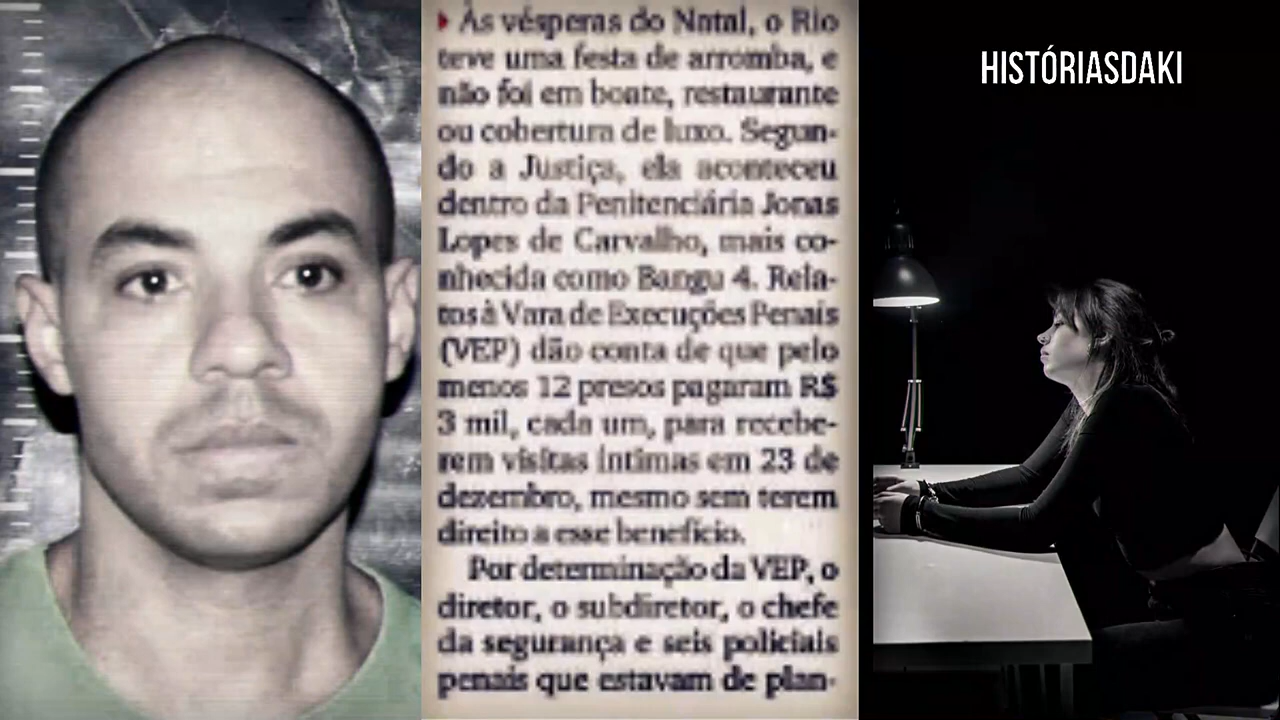 Às vésperas do Natal, o Rio
teve uma festa de arromba, e
não foi em boate, restaurante
ou cobertura de luxo. Segun-
do a Justiça, ela aconteceu
dentro da Penitenciária Jonas
Lopes de Carvalho, mais co-
nhecida como Bangu 4. Rela-
tos à Vara de Execuções Penais
(VEP) dão conta de que pelo
menos 12 presos pagaram R$
3 mil, cada um, para recebe-
rem visitas íntimas em 23 de
dezembro, mesmo sem terem
direito a esse benefício.
Por determinação da VEP, o
diretor, o subdiretor, o chefe
da segurança e seis policiais
penais que estavam de plan-
HISTÓRIASDAKI